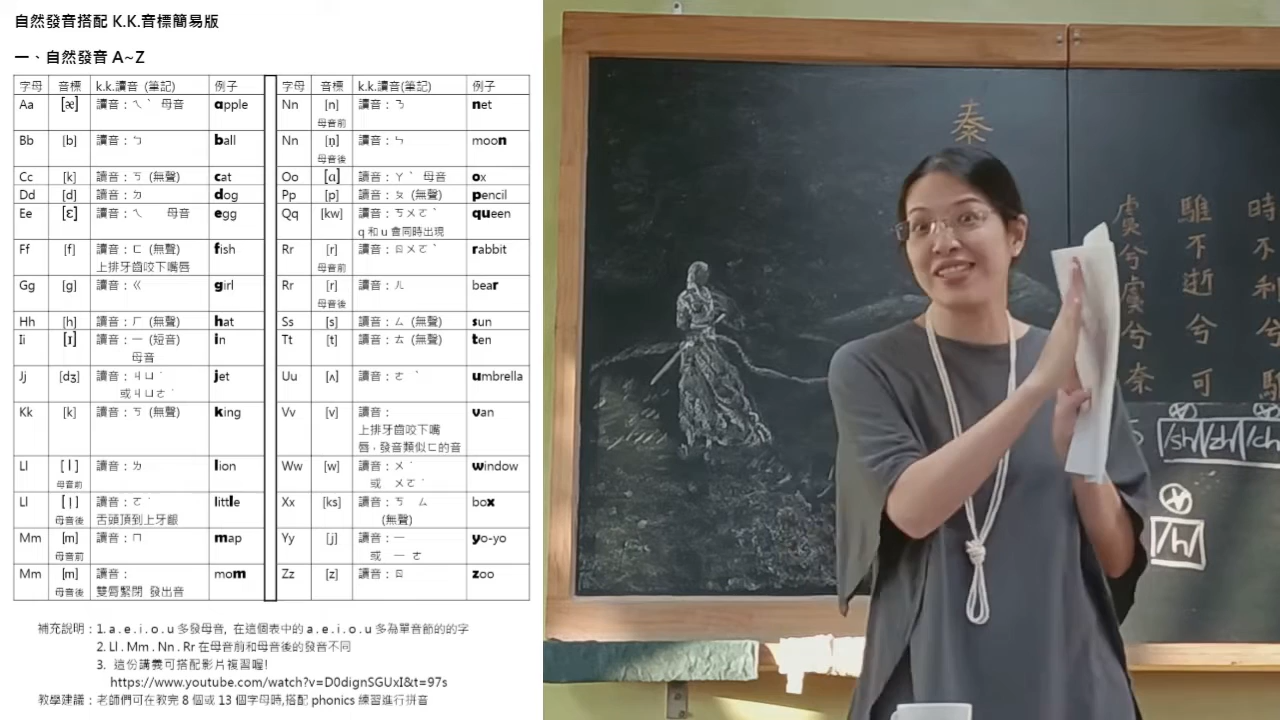 自然發音搭配 K.K.音標簡易版
一、自然發音 A~Z
字母 音標 k.k.讀音 (筆記) 例子
Aa [æ] 讀音：ㄟˋ 母音 apple
Bb [b] 讀音：ㄅ ball
Cc [k] 讀音：ㄎ (無聲) cat
Dd [d] 讀音：ㄉ dog
Ee [ɛ] 讀音：ㄟ 母音 egg
Ff [f] 讀音：ㄈ (無聲) fish
上排牙齒咬下嘴唇
Gg [g] 讀音：ㄍ girl
Hh [h] 讀音：ㄏ (無聲) hat
Ii [ɪ] 讀音：ㄧ (短音) in
母音
Jj [dʒ] 讀音：ㄐㄩ˙ jet
或ㄐㄩㄜ˙
Kk [k] 讀音：ㄎ (無聲) king
Ll [l] 讀音：ㄌ lion
母音前
Ll [l̩] 讀音：ㄛ˙ little
母音後 舌頭頂到上牙齦
Mm [m] 讀音：ㄇ map
母音前
Mm [m] 讀音： mom
母音後 雙唇緊閉 發出音
字母 音標 k.k.讀音(筆記) 例子
Nn [n] 讀音：ㄋ net
母音前
Nn [n̩] 讀音：ㄣ moon
母音後
Oo [ɑ] 讀音：ㄚˋ 母音 ox
Pp [p] 讀音：ㄆ (無聲) pencil
Qq [kw] 讀音：ㄎㄨㄛˋ queen
q 和 u 會同時出現
Rr [r] 讀音：ㄖㄨㄛˋ rabbit
母音前
Rr [r] 讀音：ㄦ bear
母音後
Ss [s] 讀音：ㄙ (無聲) sun
Tt [t] 讀音：ㄊ (無聲) ten
Uu [ʌ] 讀音：ㄜ ˋ umbrella
Vv [v] 讀音： van
上排牙齒咬下嘴
唇，發音類似ㄈ的音
Ww [w] 讀音：ㄨ˙ window
或 ㄨㄛ˙
Xx [ks] 讀音：ㄎ ㄙ box
(無聲)
Yy [j] 讀音：ㄧ yo-yo
或 ㄧ ㄜ
Zz [z] 讀音：ㄖ zoo
補充說明：1. a . e . i . o . u 多發母音, 在這個表中的 a . e . i . o . u 多為單音節的的字
2. Ll . Mm . Nn . Rr 在母音前和母音後的發音不同
3. 這份講義可搭配影片複習喔!
https://www.youtube.com/watch?v=D0dignSGUxI&t=97s
教學建議：老師們可在教完 8 個或 13 個字母時,搭配 phonics 練習進行拼音
秦
時不利兮騅
騅不逝兮可
虞兮虞兮奈
/sh/zh/ch
/h/